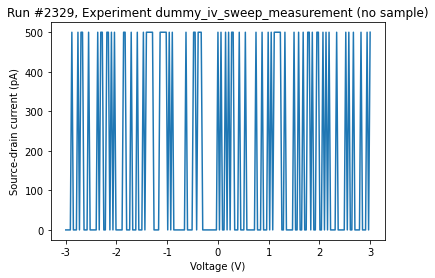 Run #2329, Experiment dummy_iv_sweep_measurement (no sample)
Source-drain current (pA)
500
400
300
200
100
0
-3 -2 -1 0 1 2 3
Voltage (V)